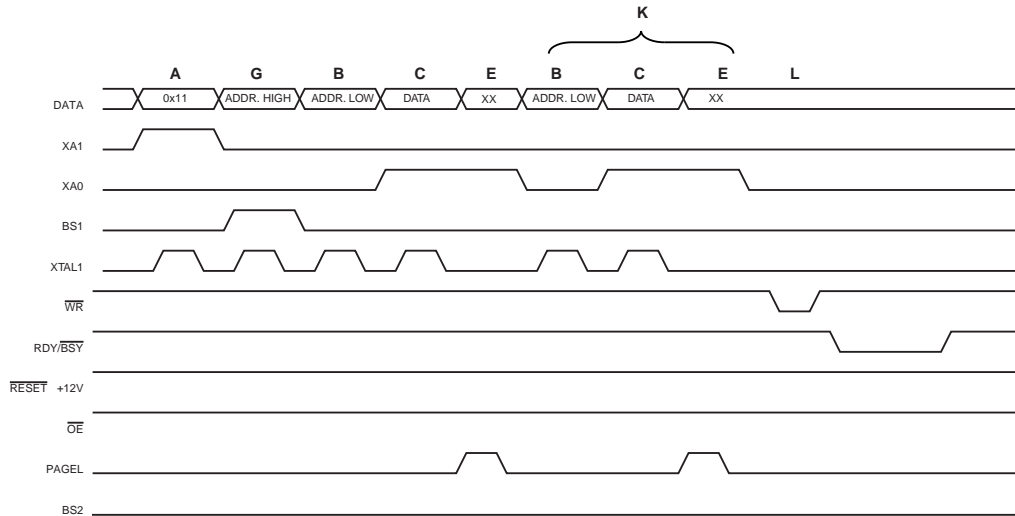 K
A G B C E B C E L
DATA 0x11 ADDR. HIGH ADDR. LOW DATA XX ADDR. LOW DATA XX
XA1
XA0
BS1
XTAL1
WR
RDY/BSY
RESET +12V
OE
PAGEL
BS2